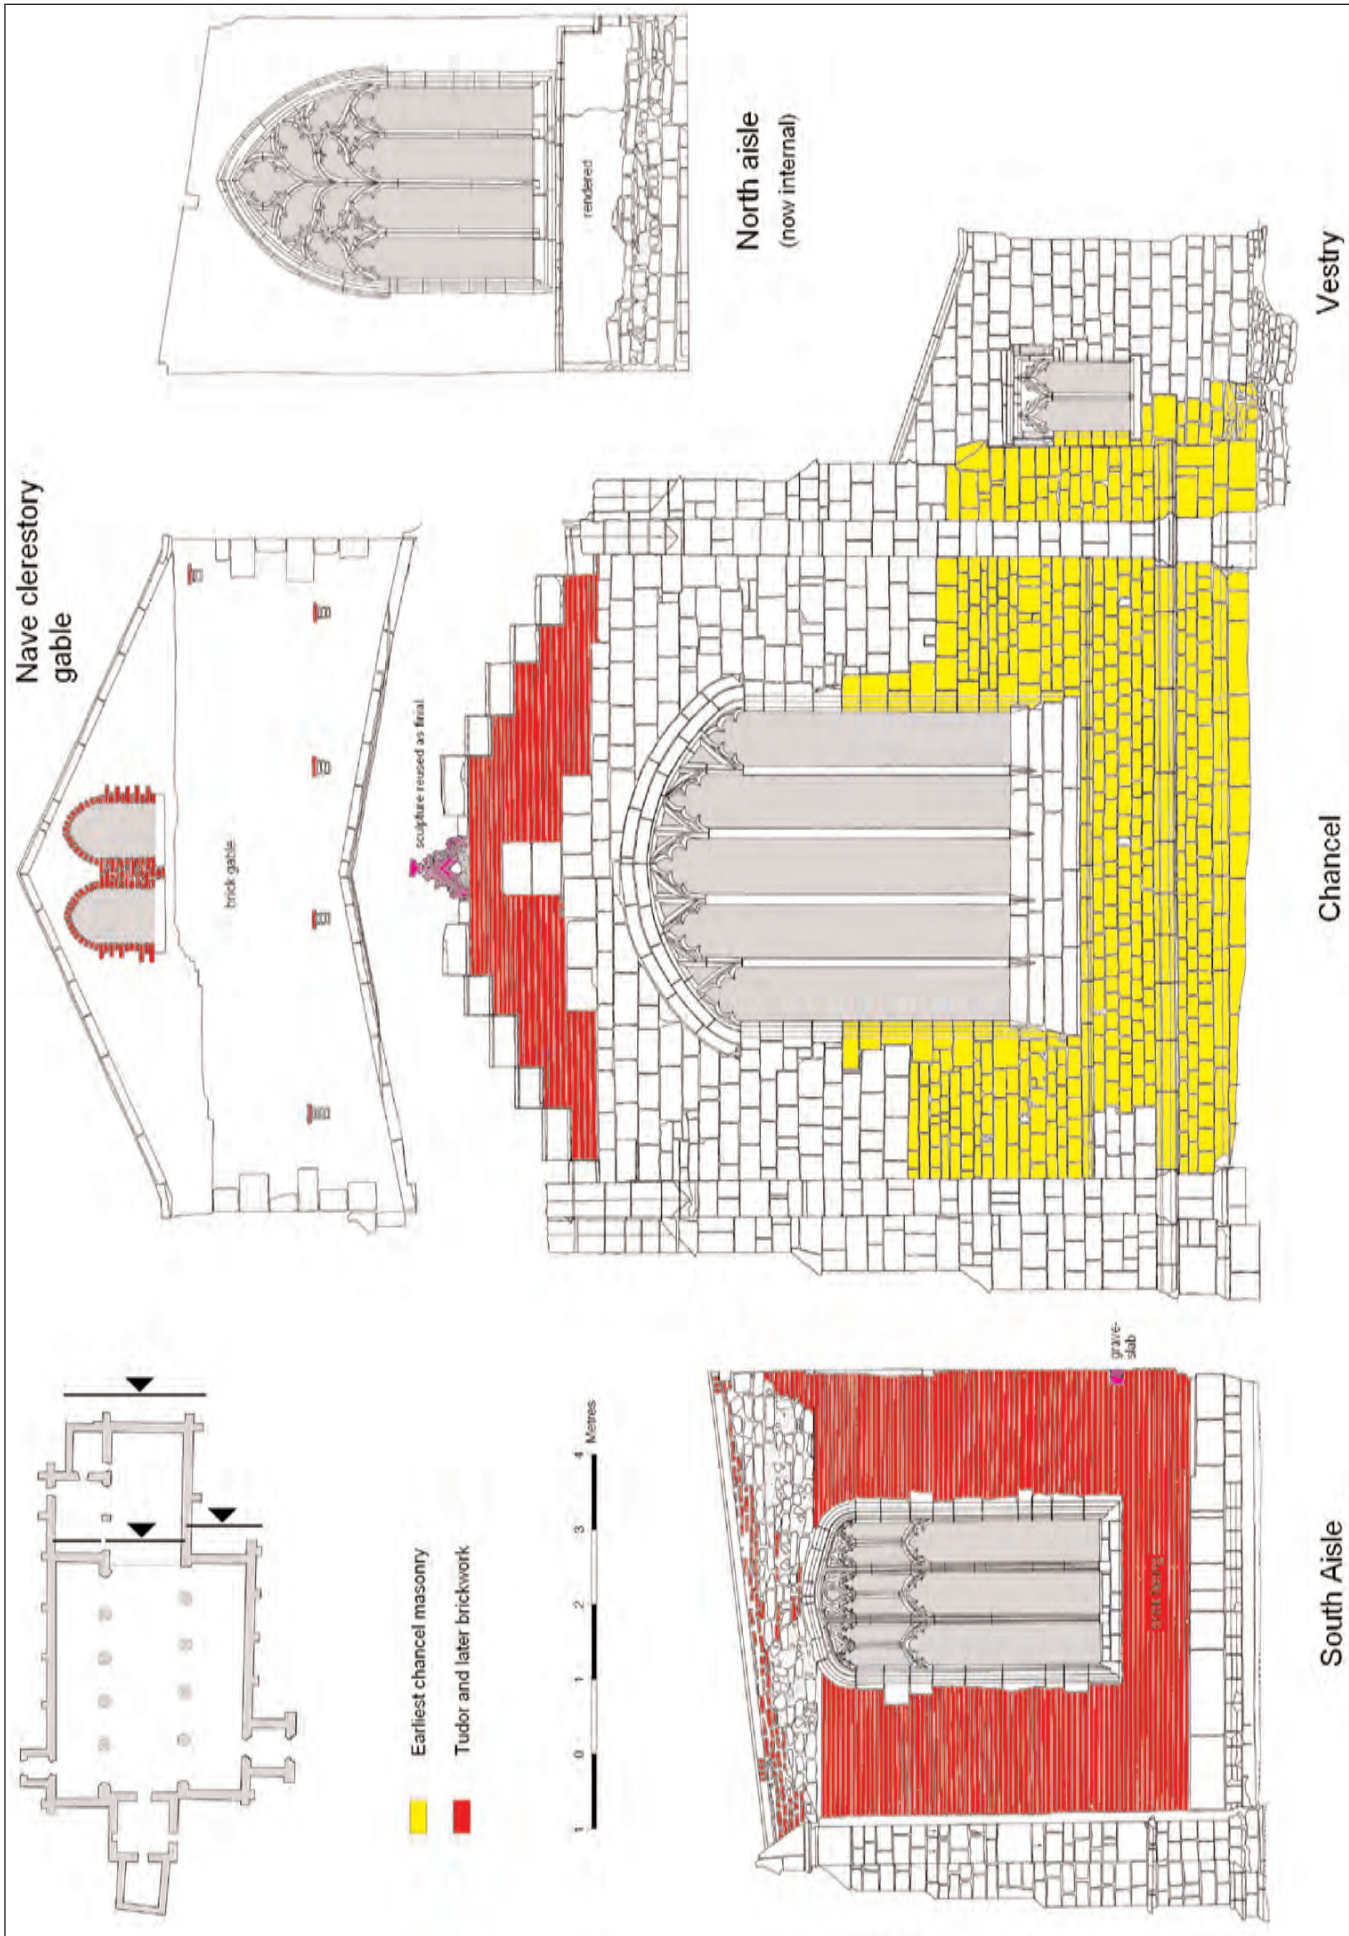 Nave clerestory
gable
brick gable
sculpture reused as finial
rendered
North aisle
(now internal)
Earliest chancel masonry
Tudor and later brickwork
1 0 1 2 3 4
Metres
grave-
slab
South Aisle
Chancel
Vestry